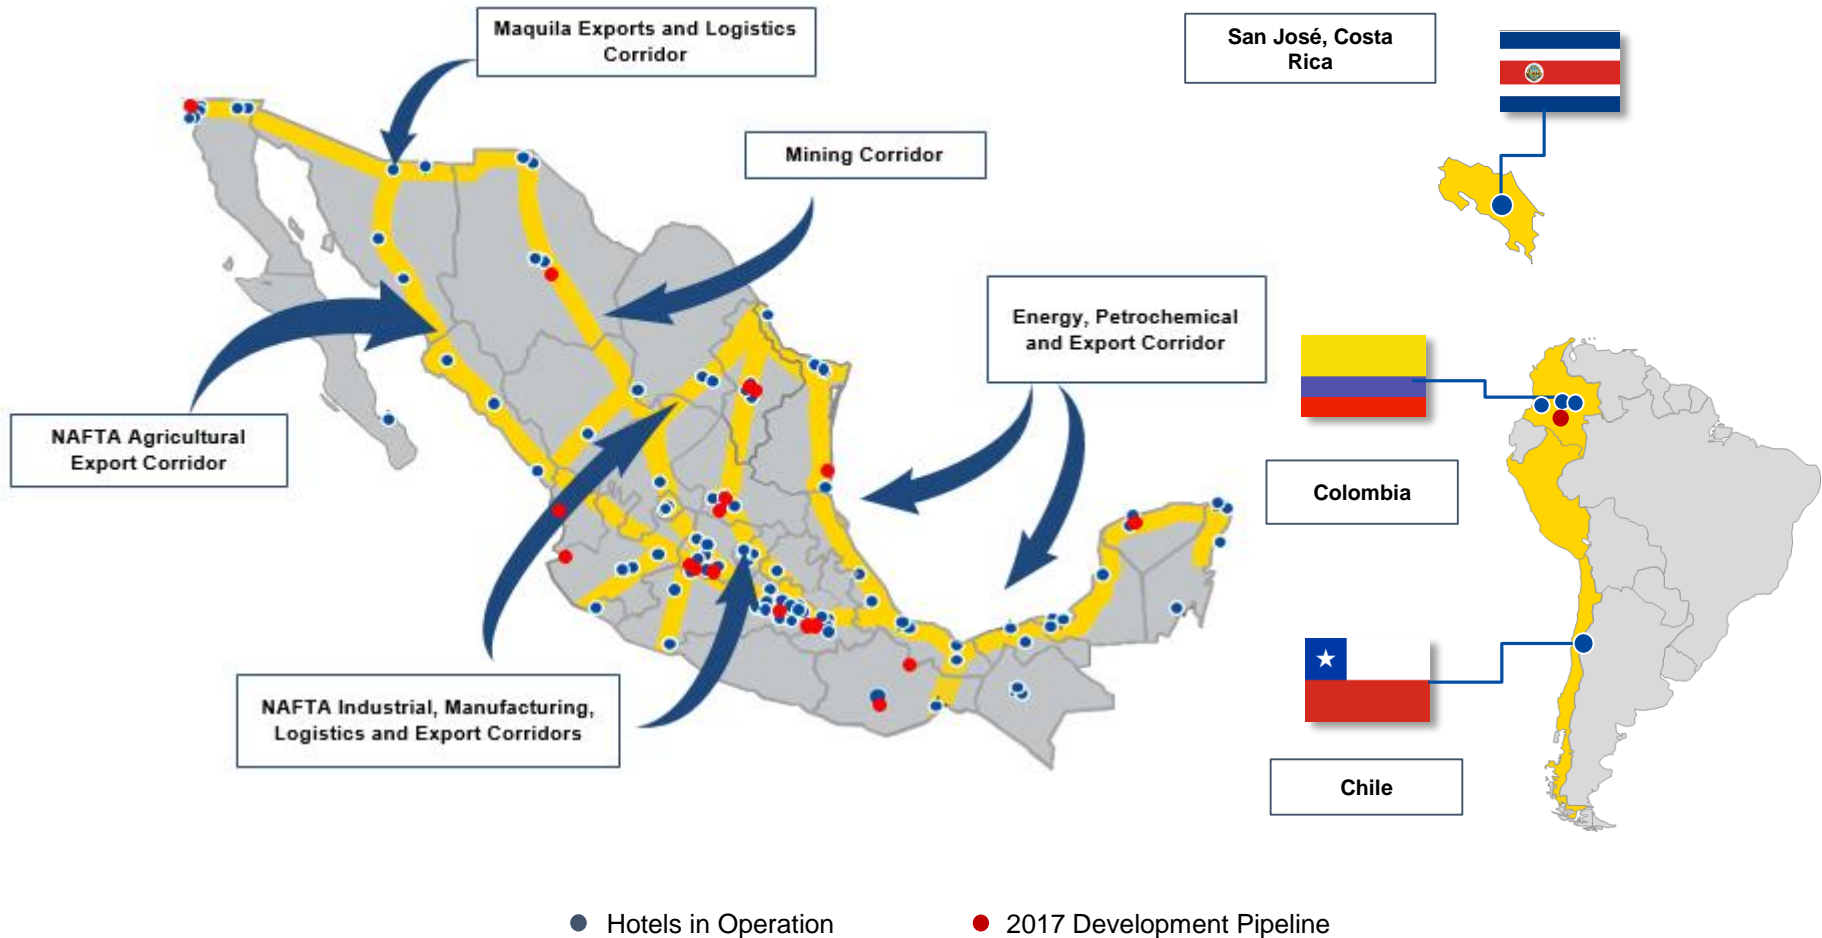 Maquila Exports and Logistics
Corridor
San José, Costa
Rica
Mining Corridor
Energy, Petrochemical
and Export Corridor
NAFTA Agricultural
Export Corridor
Colombia
NAFTA Industrial, Manufacturing,
Logistics and Export Corridors
Chile
Hotels in Operation
2017 Development Pipeline